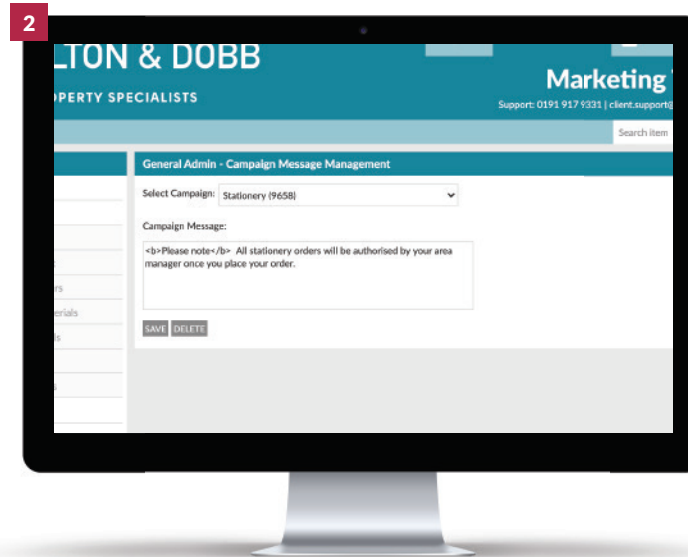 2
LTON & DOBB
PERTY SPECIALISTS
Marketing
Support: 0191 917 9331 | client.support@
Search item
General Admin - Campaign Message Management
Select Campaign: Stationery (9658)
Campaign Message:
<b>Please note</b> All stationery orders will be authorised by your area
manager once you place your order.
rs
erials
ls
s
SAVE DELETE